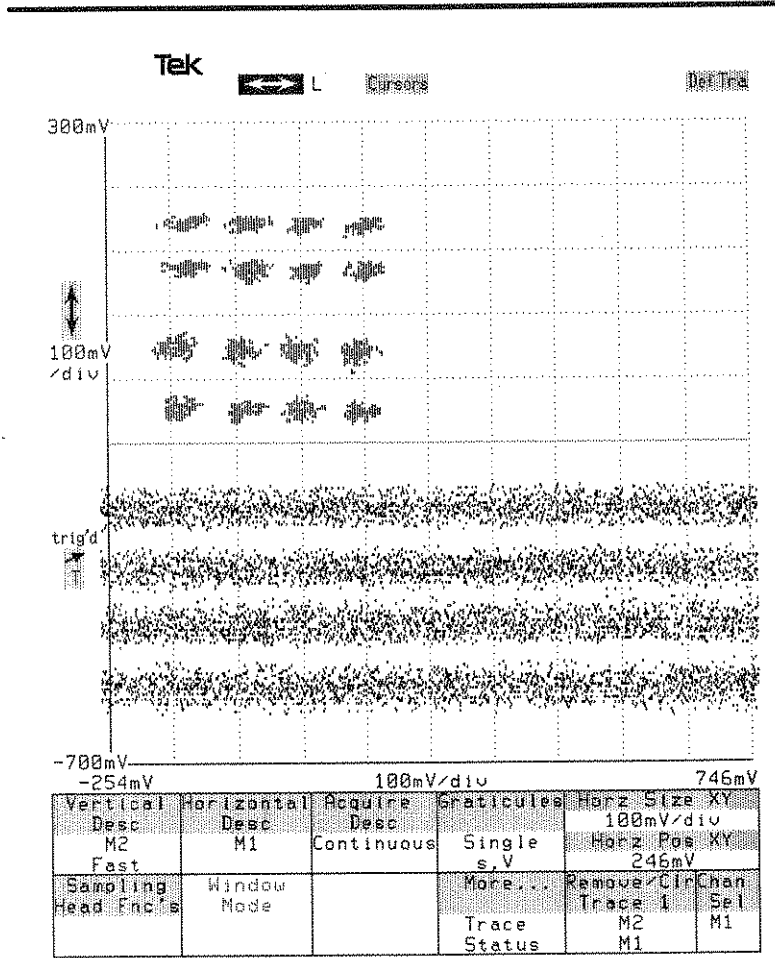 Tek
L Cursors Def Tra
300mV
100mV
/div
trig'd
T
-700mV
-254mV 100mV/div 746mV
Vertical Desc
M2
Fast
Horizontal Desc
M1
Acquire Desc
Continuous
Graticules
Single
s,V
Horz Size XY
100mV/div
Horz Pos XY
246mV
Sampling Head Fnc's
Window Mode
More...
Trace
Status
Remove/Clr Trace 1
M2
M1
Chan Sel
M1